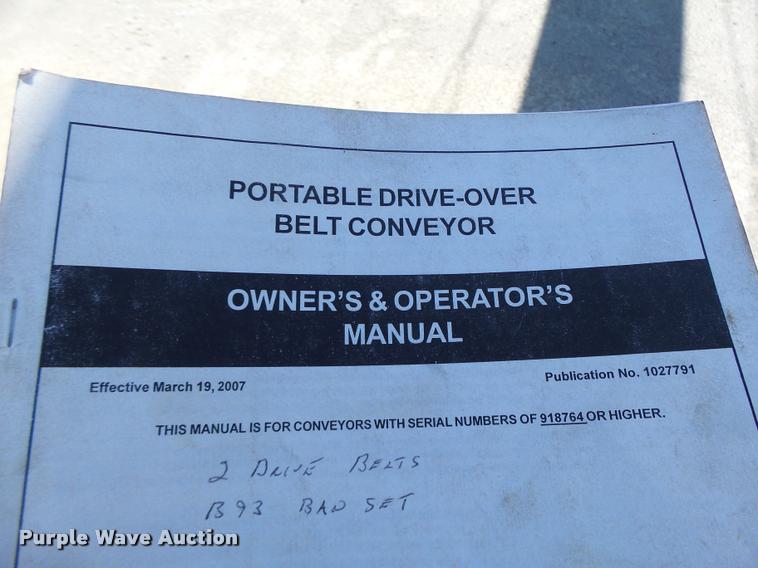 PORTABLE DRIVE-OVER
BELT CONVEYOR
OWNER'S & OPERATOR'S
MANUAL
Effective March 19, 2007
Publication No. 1027791
THIS MANUAL IS FOR CONVEYORS WITH SERIAL NUMBERS OF 918764 OR HIGHER.
2 DRIVE BELTS
B93 BAD SET
Purple Wave Auction